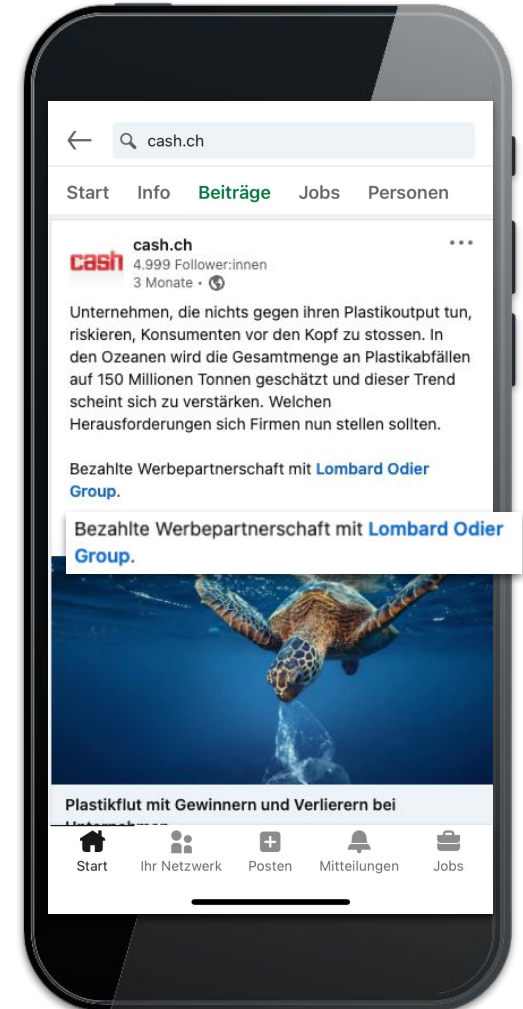 cash.ch
Start Info Beiträge Jobs Personen
cash
cash.ch
4.999 Follower:innen
3 Monate •
Unternehmen, die nichts gegen ihren Plastikoutput tun,
riskieren, Konsumenten vor den Kopf zu stossen. In
den Ozeanen wird die Gesamtmenge an Plastikabfällen
auf 150 Millionen Tonnen geschätzt und dieser Trend
scheint sich zu verstärken. Welchen
Herausforderungen sich Firmen nun stellen sollten.
Bezahlte Werbepartnerschaft mit Lombard Odier
Group.
Bezahlte Werbepartnerschaft mit Lombard Odier
Group.
Plastikflut mit Gewinnern und Verlierern bei
Start Ihr Netzwerk Posten Mitteilungen Jobs